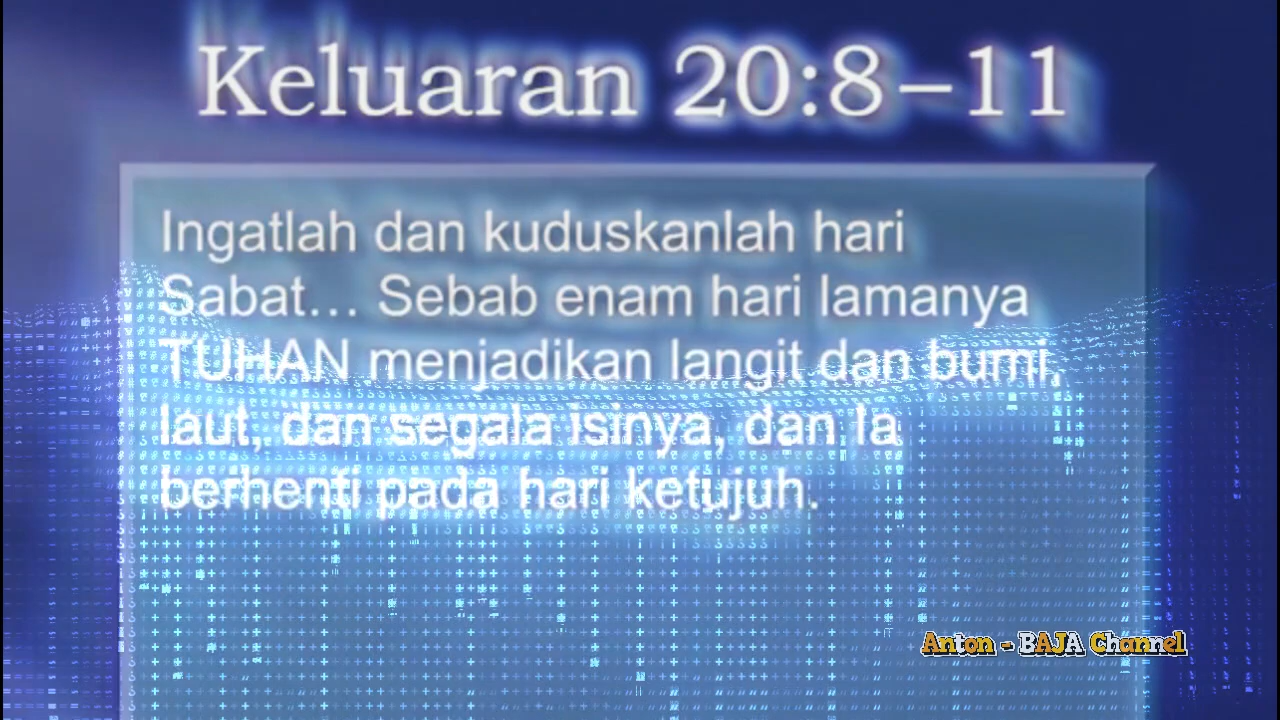 Keluaran 20:8–11
Ingatlah dan kuduskanlah hari
Sabat... Sebab enam hari lamanya
TUHAN menjadikan langit dan bumi,
laut, dan segala isinya, dan Ia
berhenti pada hari ketujuh.
Anton - BAJA Channel